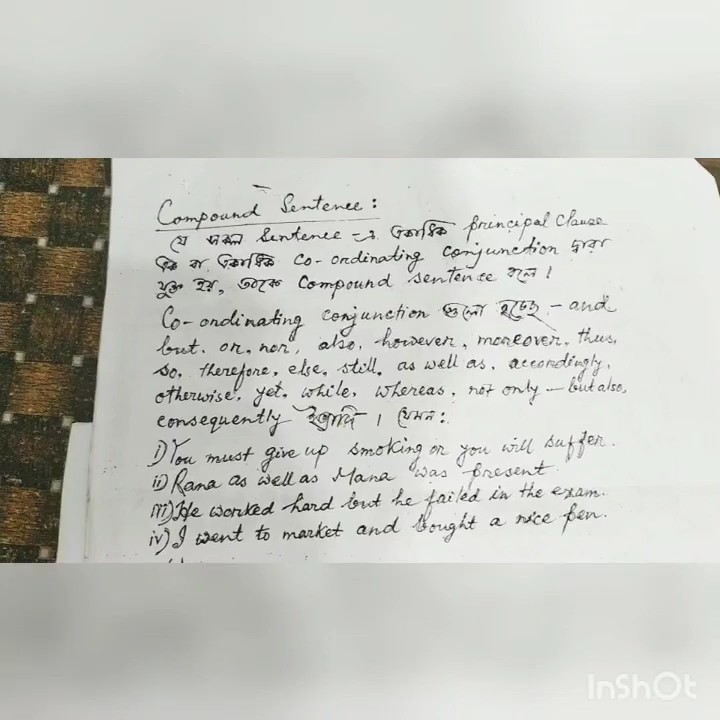 Compound Sentence:
যে সকল Sentence-এ একাধিক principal clause
এক বা একাধিক co-ordinating conjunction দ্বারা
যুক্ত হয়, তাকে Compound sentence বলে।
Co-ordinating conjunction গুলো হচ্ছে - and
but, or, nor, also, however, moreover, thus,
so, therefore, else, still, as well as, accordingly,
otherwise, yet, while, whereas, not only - but also,
consequently ইত্যাদি। যেমন:
i) You must give up smoking or you will suffer.
ii) Rana as well as Mana was present.
iii) He worked hard but he failed in the exam.
iv) I went to market and bought a nice pen.
InShOt